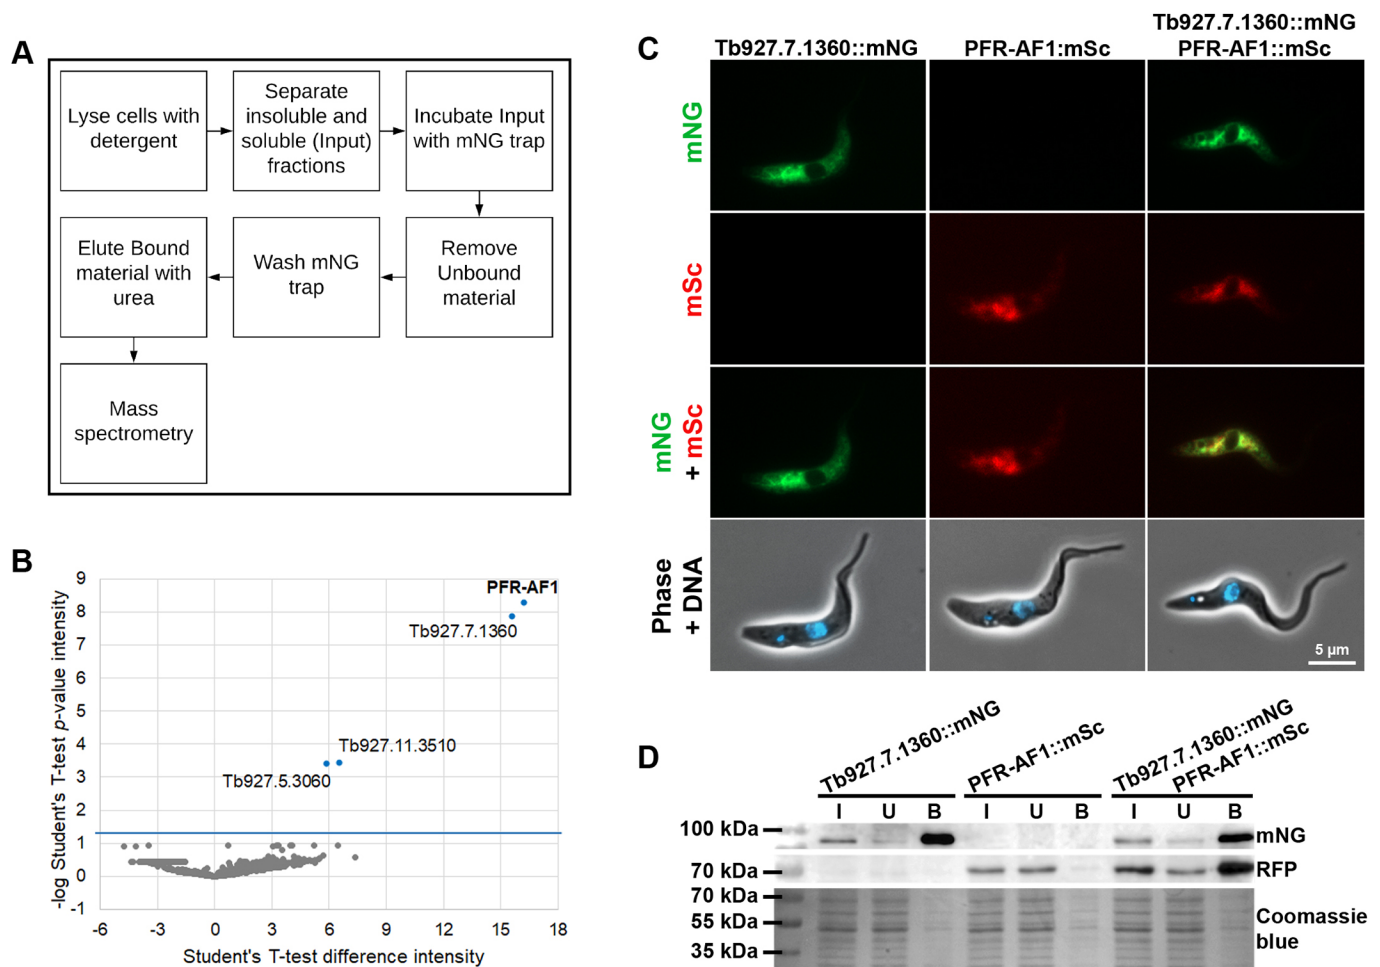 A
Lyse cells with
detergent
Separate
insoluble and
soluble (Input)
fractions
Incubate Input
with mNG trap
Elute Bound
material with
urea
Wash mNG
trap
Remove
Unbound
material
Mass
spectrometry
B
-log Student's T-test p-value intensity
9
8
7
6
5
4
3
2
1
0
-1
PFR-AF1
Tb927.7.1360
Tb927.11.3510
Tb927.5.3060
-6 -3 0 3 6 9 12 15 18
Student's T-test difference intensity
C
Tb927.7.1360::mNG
PFR-AF1:mSc
Tb927.7.1360::mNG
PFR-AF1::mSc
mNG
mSc
mNG
+ mSc
Phase
+ DNA
5 µm
D
Tb927.7.1360::mNG
PFR-AF1::mSc
Tb927.7.1360::mNG
PFR-AF1::mSc
I U B I U B I U B
100 kDa
mNG
70 kDa
RFP
70 kDa
55 kDa
35 kDa
Coomassie
blue